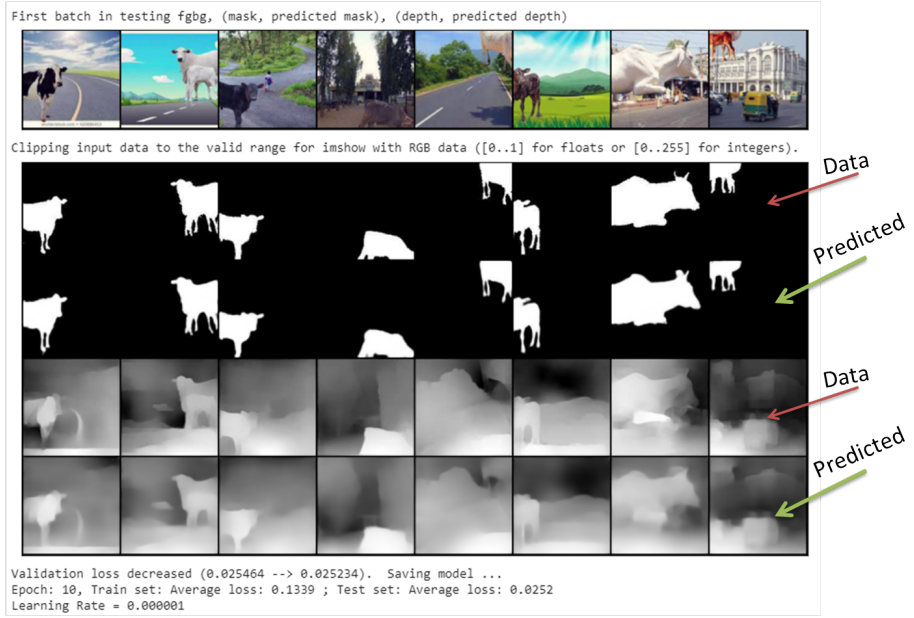 First batch in testing fgbg, (mask, predicted mask), (depth, predicted depth)
Clipping input data to the valid range for imshow with RGB data ([0..1] for floats or [0..255] for integers).
Data
Predicted
Data
Predicted
Validation loss decreased (0.025464 --> 0.025234).  Saving model ...
Epoch: 10, Train set: Average loss: 0.1339 ; Test set: Average loss: 0.0252
Learning Rate = 0.000001